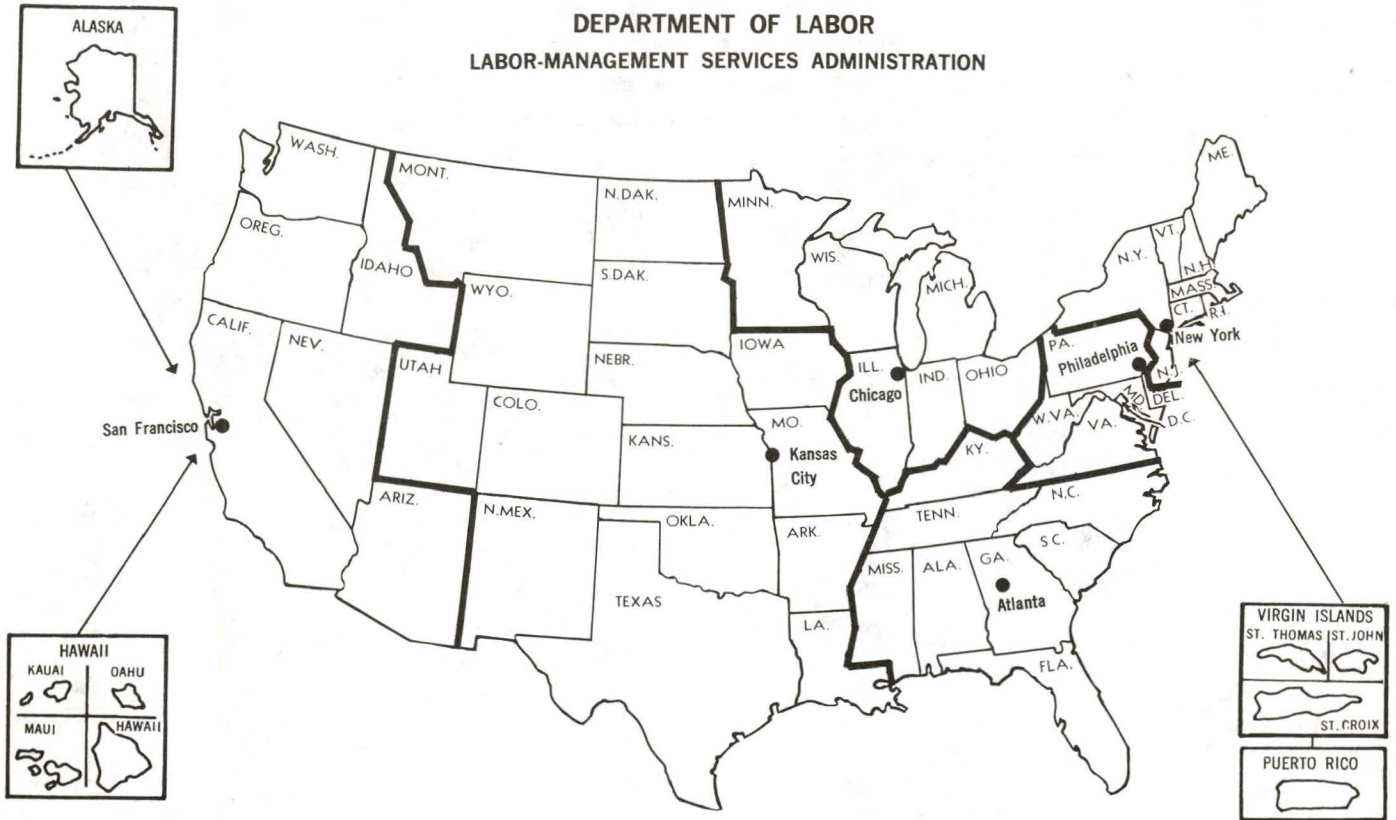 DEPARTMENT OF LABOR
LABOR-MANAGEMENT SERVICES ADMINISTRATION
ALASKA
WASH.
MONT.
N.DAK.
MINN.
ME.
OREG.
IDAHO
WYO.
S.DAK.
WIS.
MICH.
N.Y.
VT.
N.H.
MASS.
CT.
R.I.
CALIF.
NEV.
UTAH
COLO.
NEBR.
IOWA
ILL.
Chicago
IND.
OHIO
PA.
Philadelphia
New York
N.J.
DEL.
MD.
D.C.
W.VA.
VA.
San Francisco
KANS.
MO.
Kansas
City
KY.
ARIZ.
N.MEX.
OKLA.
ARK.
TENN.
N.C.
S.C.
TEXAS
LA.
MISS.
ALA.
GA.
Atlanta
FLA.
HAWAII
KAUAI
OAHU
MAUI
HAWAII
VIRGIN ISLANDS
ST. THOMAS
ST. JOHN
ST. CROIX
PUERTO RICO